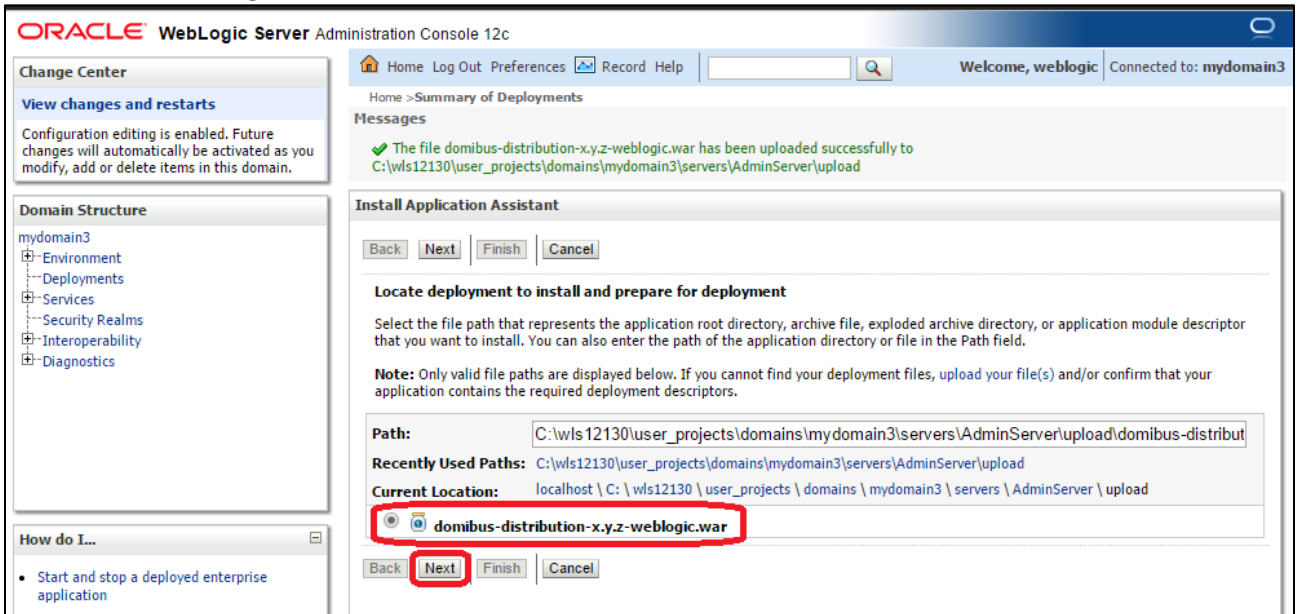 ORACLE WebLogic Server Administration Console 12c
Change Center
View changes and restarts
Configuration editing is enabled. Future
changes will automatically be activated as you
modify, add or delete items in this domain.
Domain Structure
mydomain3
Environment
Deployments
Services
Security Realms
Interoperability
Diagnostics
How do I...
Start and stop a deployed enterprise
application
Home Log Out Preferences Record Help
Welcome, weblogic Connected to: mydomain3
Home >Summary of Deployments
Messages
The file domibus-distribution-x.y.z-weblogic.war has been uploaded successfully to
C:\wls12130\user_projects\domains\mydomain3\servers\AdminServer\upload
Install Application Assistant
Back Next Finish Cancel
Locate deployment to install and prepare for deployment
Select the file path that represents the application root directory, archive file, exploded archive directory, or application module descriptor
that you want to install. You can also enter the path of the application directory or file in the Path field.
Note: Only valid file paths are displayed below. If you cannot find your deployment files, upload your file(s) and/or confirm that your
application contains the required deployment descriptors.
Path: C:\wls12130\user_projects\domains\mydomain3\servers\AdminServer\upload\domibus-distribut
Recently Used Paths: C:\wls12130\user_projects\domains\mydomain3\servers\AdminServer\upload
Current Location: localhost \ C: \ wls12130 \ user_projects \ domains \ mydomain3 \ servers \ AdminServer \ upload
domibus-distribution-x.y.z-weblogic.war
Back Next Finish Cancel